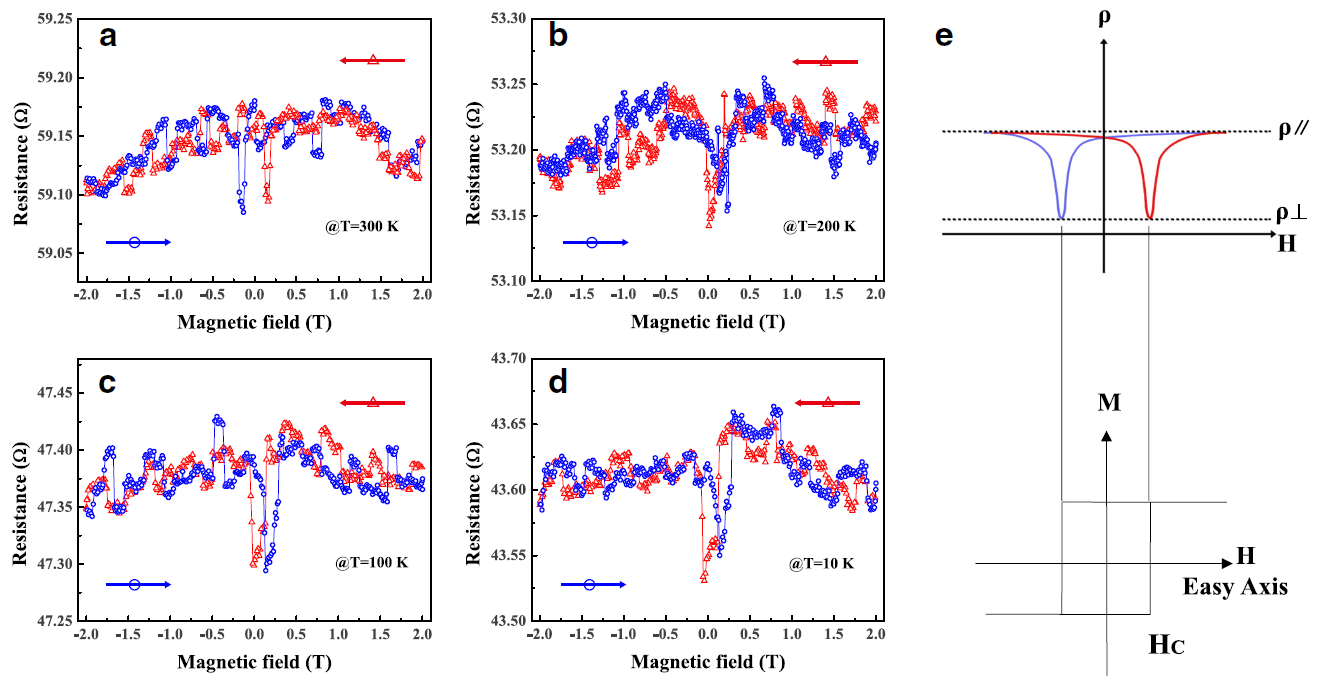 a
59.25
59.20
59.15
59.10
59.05
Resistance (Ω)
@T=300 K
-2.0 -1.5 -1.0 -0.5 0.0 0.5 1.0 1.5 2.0
Magnetic field (T)
b
53.30
53.25
53.20
53.15
53.10
Resistance (Ω)
@T=200 K
-2.0 -1.5 -1.0 -0.5 0.0 0.5 1.0 1.5 2.0
Magnetic field (T)
c
47.45
47.40
47.35
47.30
47.25
Resistance (Ω)
@T=100 K
-2.0 -1.5 -1.0 -0.5 0.0 0.5 1.0 1.5 2.0
Magnetic field (T)
d
43.70
43.65
43.60
43.55
43.50
Resistance (Ω)
@T=10 K
-2.0 -1.5 -1.0 -0.5 0.0 0.5 1.0 1.5 2.0
Magnetic field (T)
e
ρ
ρ//
ρ⊥
H
M
H
Easy Axis
HC